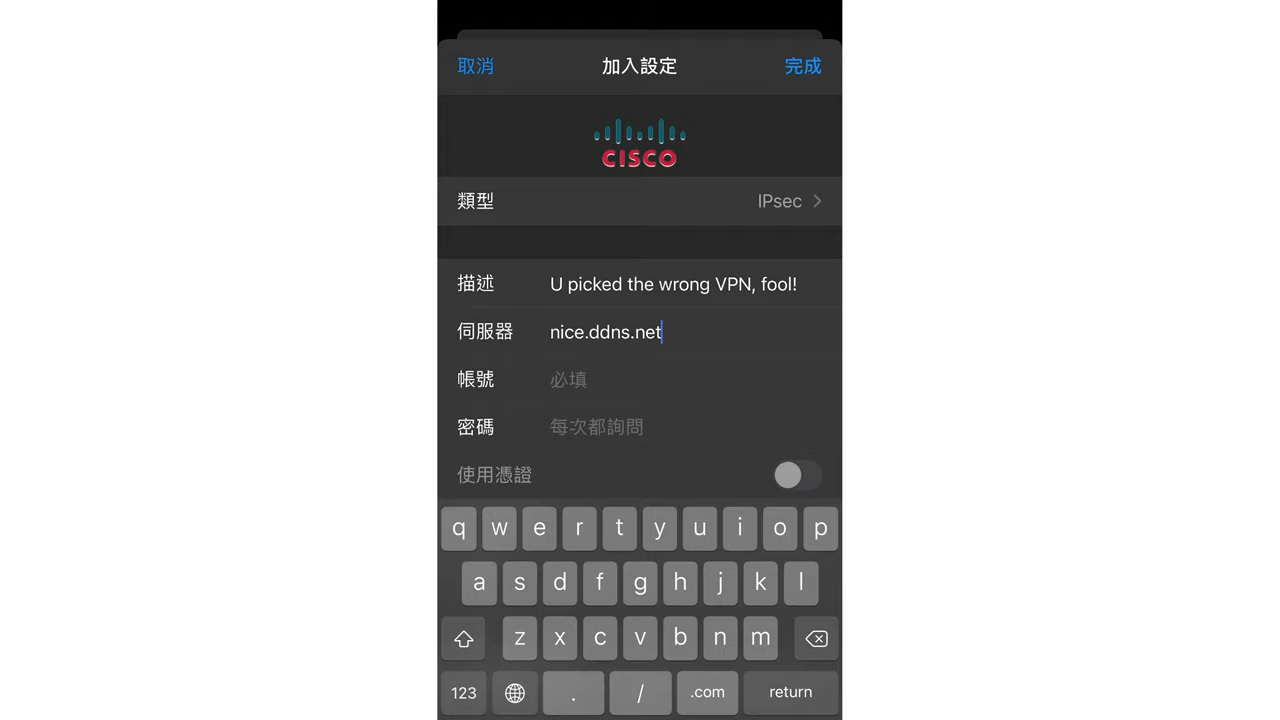 取消 加入設定 完成
CISCO
類型 IPsec
描述 U picked the wrong VPN, fool!
伺服器 nice.ddns.net
帳號 必填
密碼 每次都詢問
使用憑證
q w e r t y u i o p
a s d f g h j k l
z x c v b n m
123 . / .com return